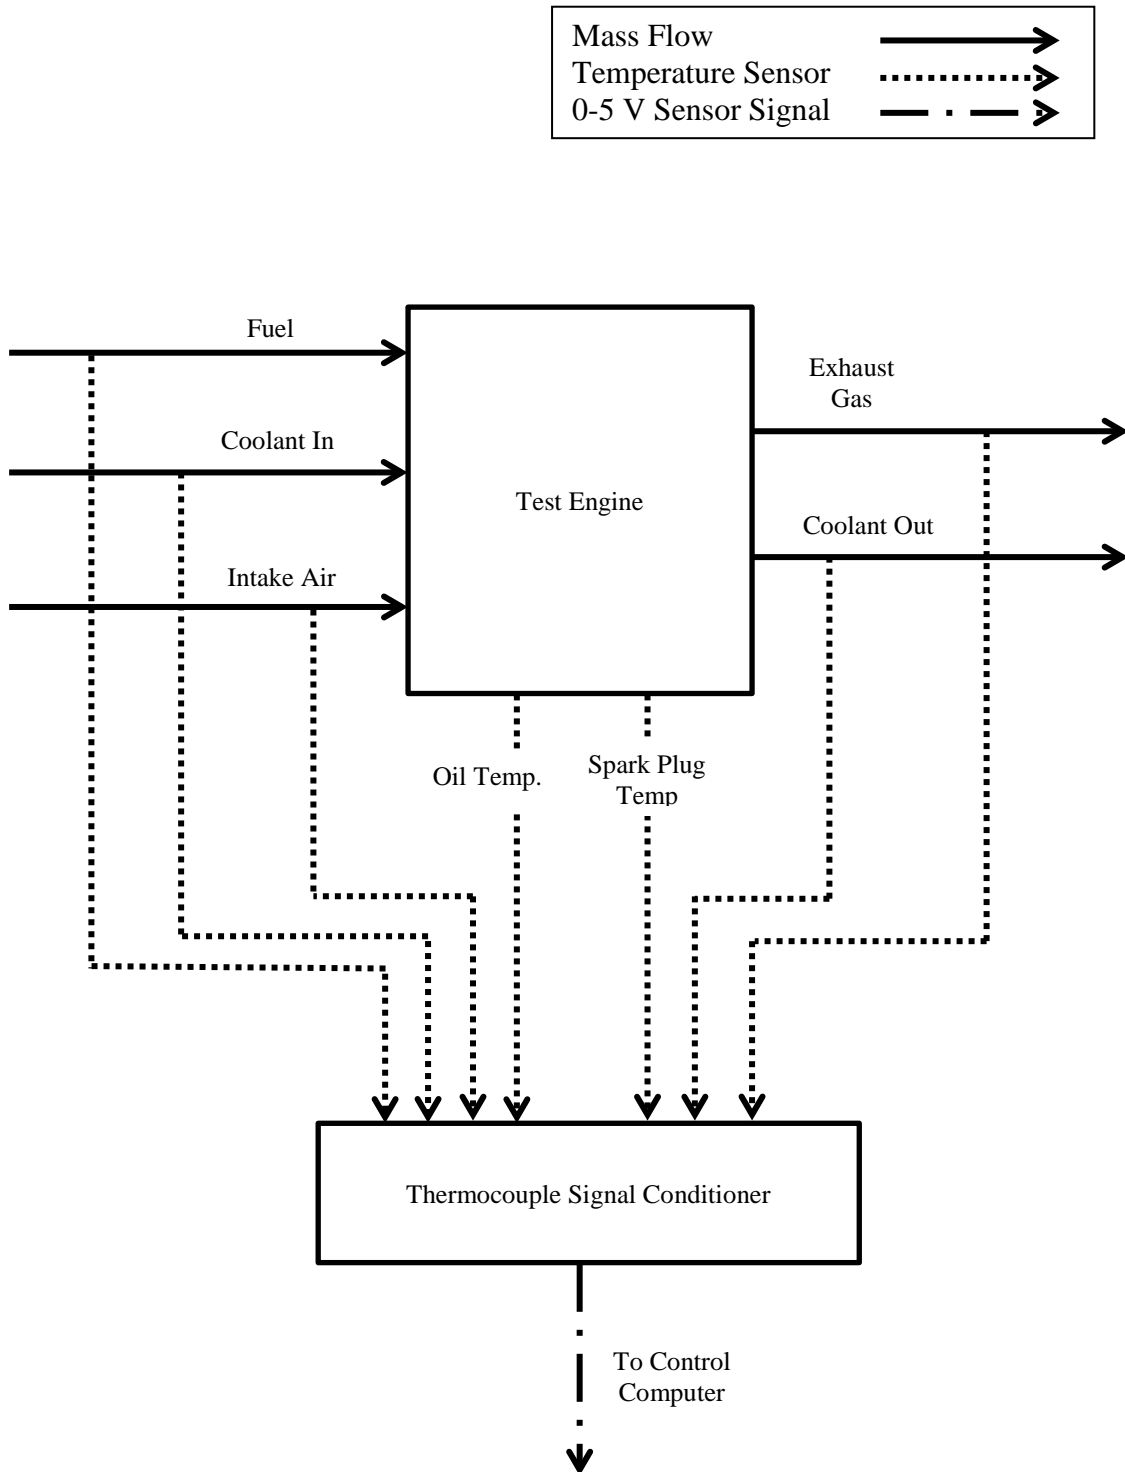 Mass Flow
Temperature Sensor
0-5 V Sensor Signal
Fuel
Exhaust
Gas
Coolant In
Test Engine
Coolant Out
Intake Air
Oil Temp.
Spark Plug
Temp
Thermocouple Signal Conditioner
To Control
Computer